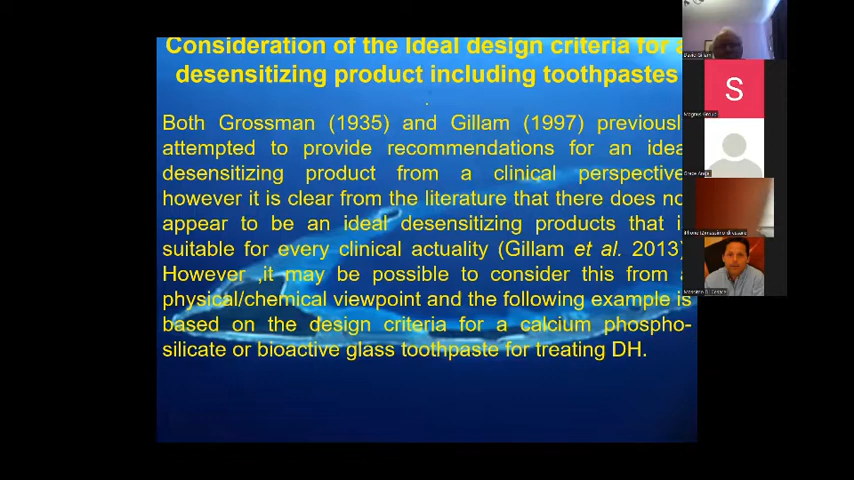 Consideration of the Ideal design criteria for a
desensitizing product including toothpastes
Both Grossman (1935) and Gillam (1997)
attempted to provide recommendations for an
desensitizing product from a clinical perspective
however it is clear from the literature that there does
appear to be an ideal desensitizing products that
suitable for every clinical actuality (Gillam et al. 2013)
However ,it may be possible to consider this from
physical/chemical viewpoint and the following example is
based on the design criteria for a calcium phospho-
silicate or bioactive glass toothpaste for treating DH.
David Gillam
S
Magnus Group